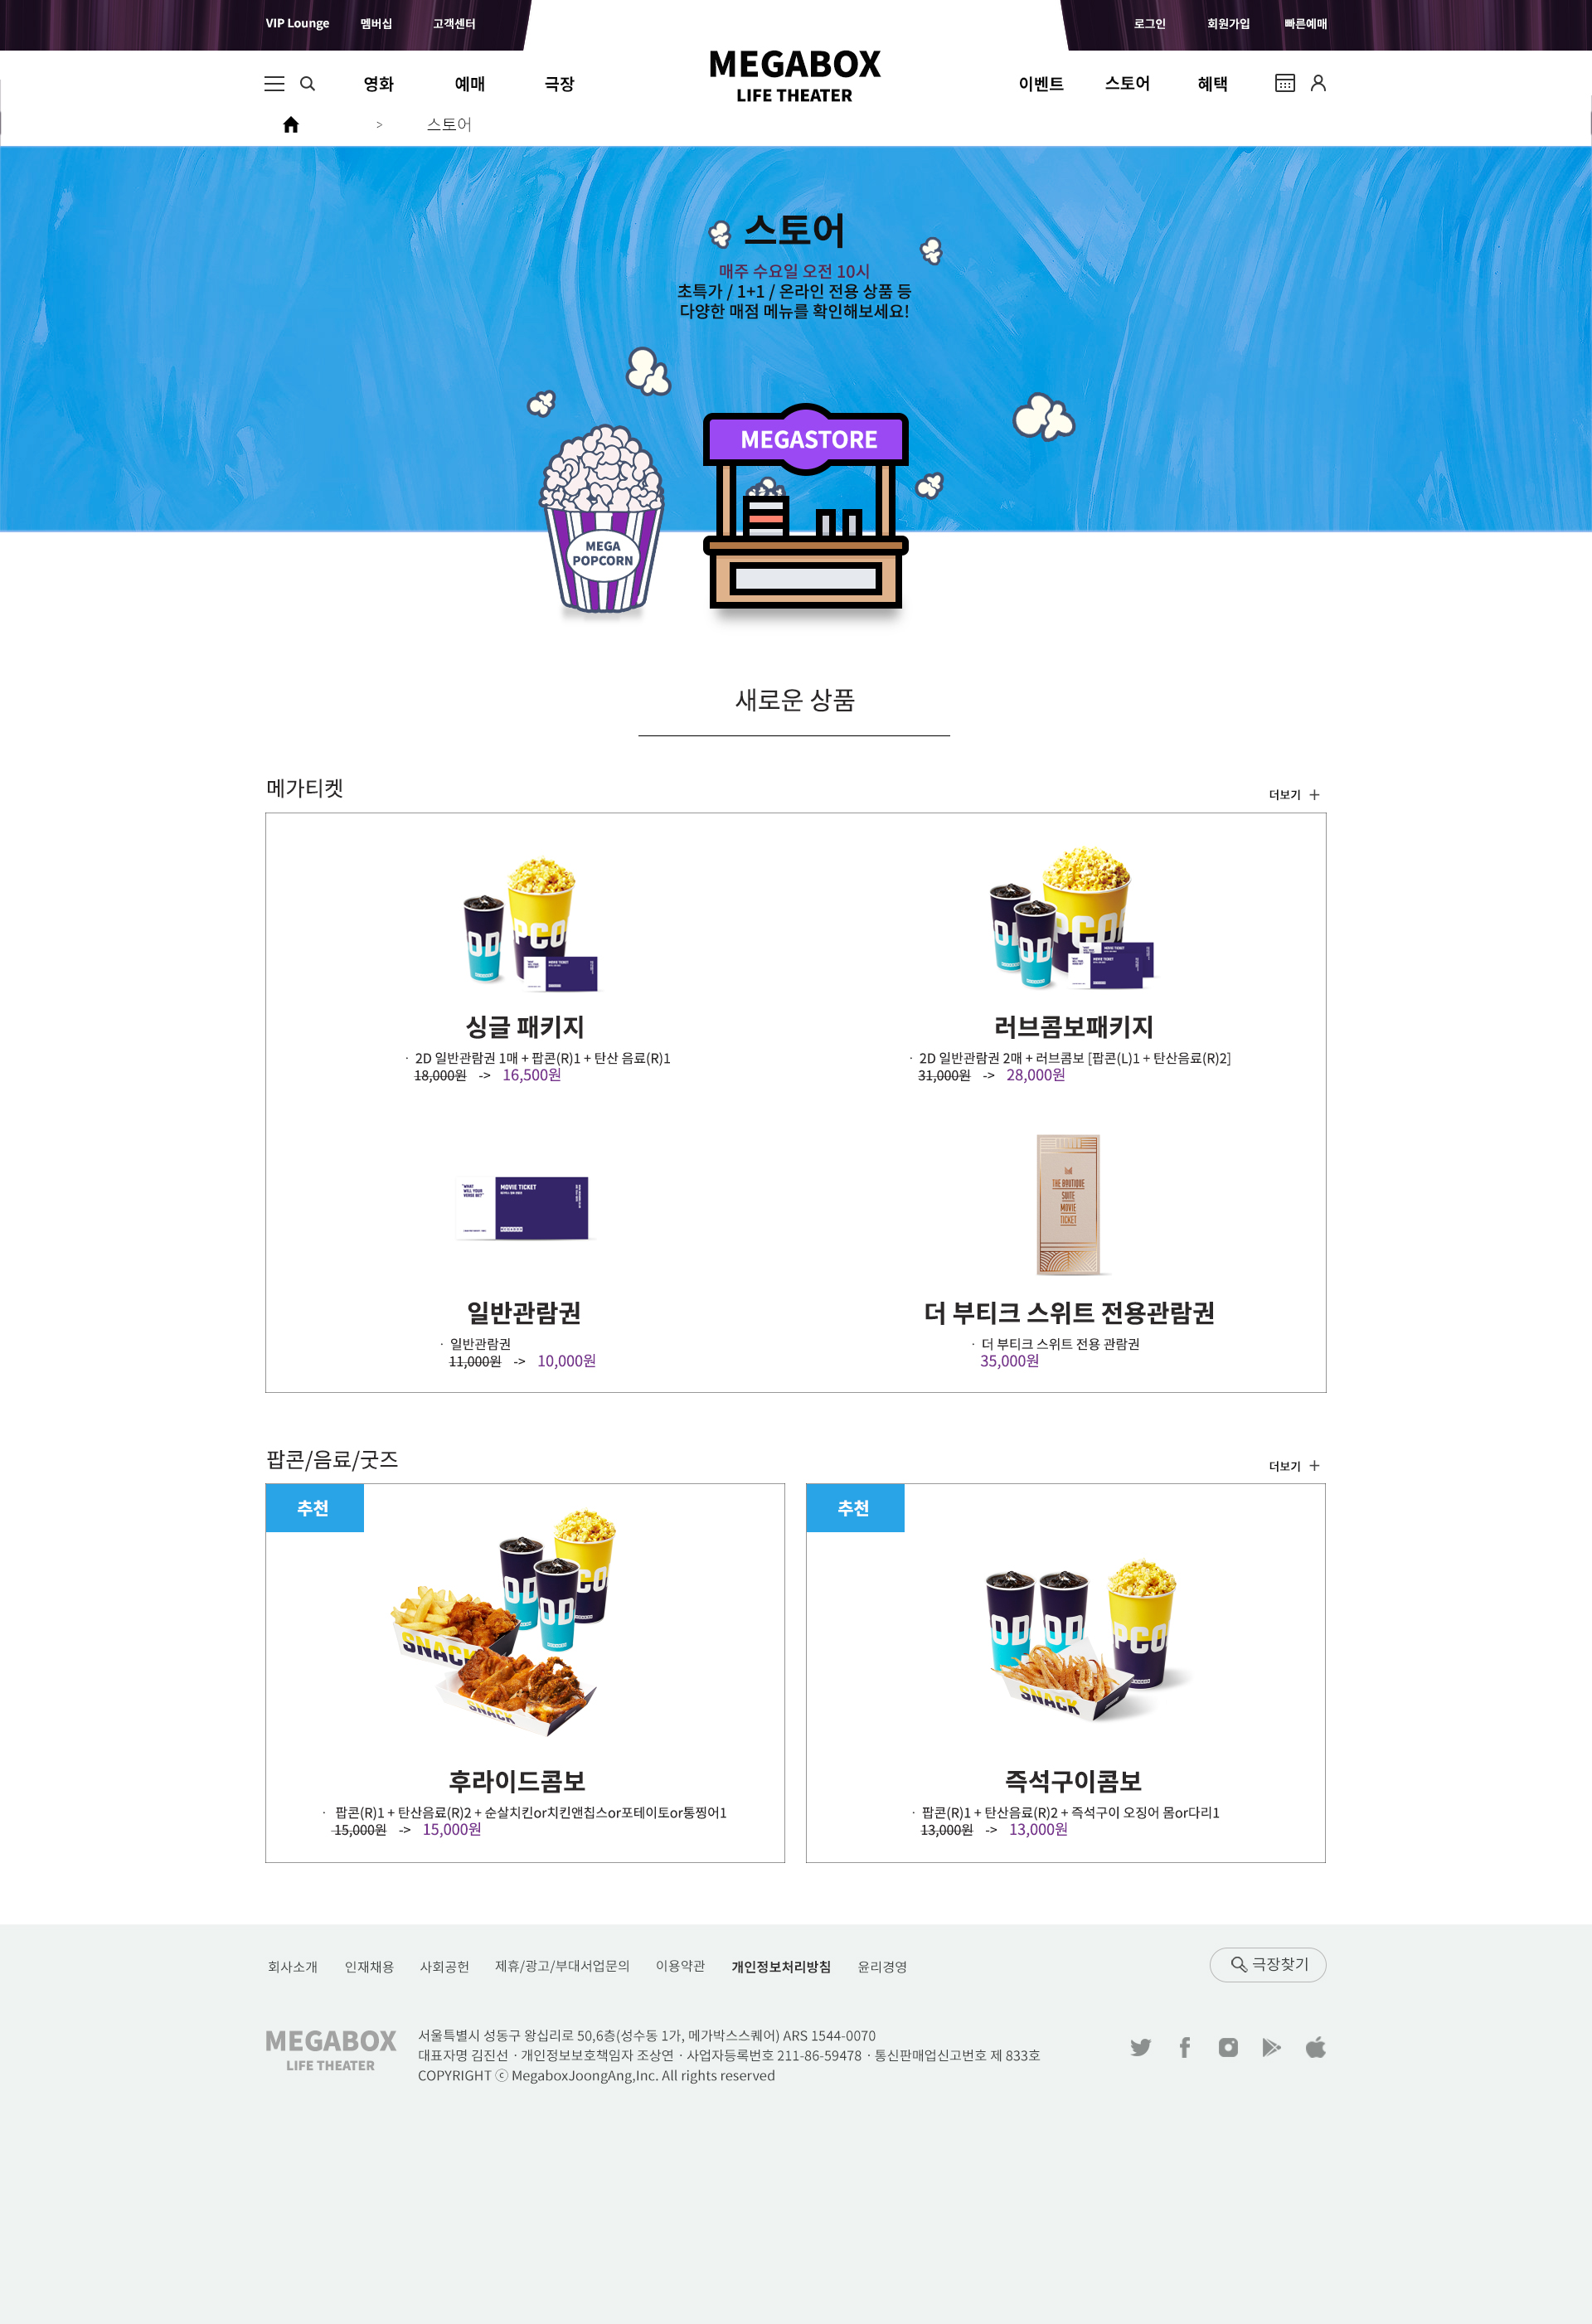 VIP Lounge 멤버십 고객센터 로그인 회원가입 빠른예매
영화 예매 극장 MEGABOX 이벤트 스토어 혜택
LIFE THEATER
> 스토어
스토어
매주 수요일 오전 10시
초특가 / 1+1 / 온라인 전용 상품 등
다양한 매점 메뉴를 확인해보세요!
MEGASTORE
MEGA
POPCORN
새로운 상품
메가티켓 더보기 +
싱글 패키지
· 2D 일반관람권 1매 + 팝콘(R)1 + 탄산 음료(R)1
18,000원 -> 16,500원
러브콤보패키지
· 2D 일반관람권 2매 + 러브콤보 [팝콘(L)1 + 탄산음료(R)2]
31,000원 -> 28,000원
"WHAT
WILL YOUR
VERSE BE?"
MOVIE TICKET
THE BOUTIQUE
SUITE
MOVIE
TICKET
일반관람권
· 일반관람권
11,000원 -> 10,000원
더 부티크 스위트 전용관람권
· 더 부티크 스위트 전용 관람권
35,000원
팝콘/음료/굿즈 더보기 +
추천
SNACK
SNACK
후라이드콤보
· 팝콘(R)1 + 탄산음료(R)2 + 순살치킨or치킨앤칩스or포테이토or통찡어1
15,000원 -> 15,000원
추천
SNACK
즉석구이콤보
· 팝콘(R)1 + 탄산음료(R)2 + 즉석구이 오징어 몸or다리1
13,000원 -> 13,000원
회사소개 인재채용 사회공헌 제휴/광고/부대서업문의 이용약관 개인정보처리방침 윤리경영 극장찾기
MEGABOX
LIFE THEATER
서울특별시 성동구 왕십리로 50,6층(성수동 1가, 메가박스스퀘어) ARS 1544-0070
대표자명 김진선 · 개인정보보호책임자 조상연 · 사업자등록번호 211-86-59478 · 통신판매업신고번호 제 833호
COPYRIGHT ⓒ MegaboxJoongAng,Inc. All rights reserved